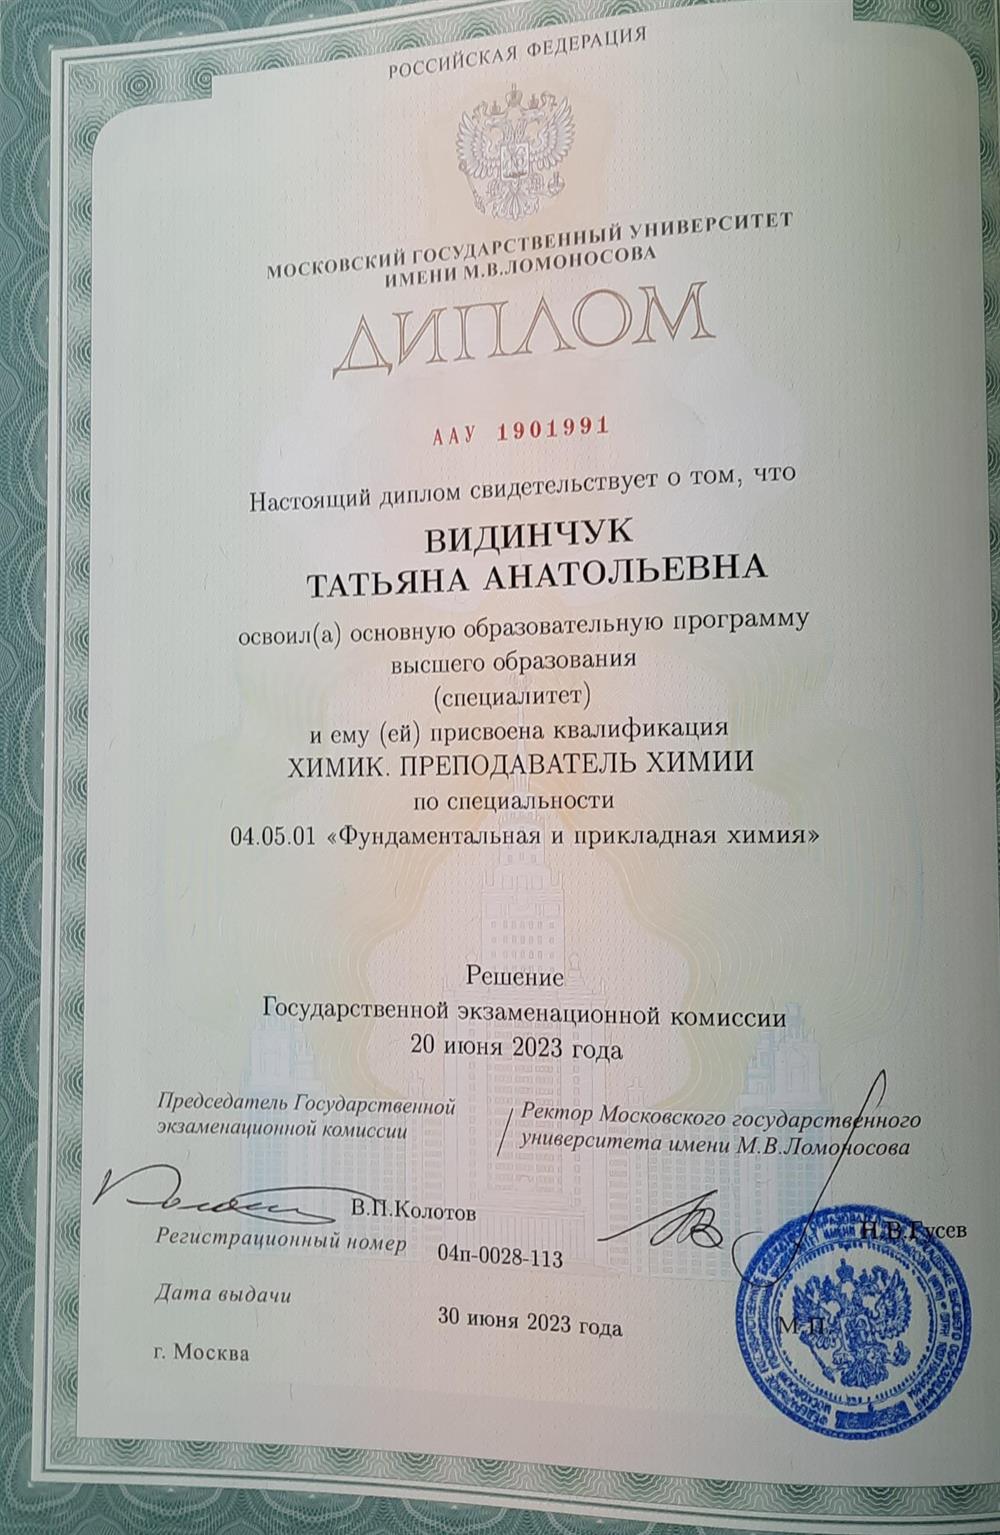 РОССИЙСКАЯ ФЕДЕРАЦИЯ
МОСКОВСКИЙ ГОСУДАРСТВЕННЫЙ УНИВЕРСИТЕТ
ИМЕНИ М.В.ЛОМОНОСОВА
ДИПЛОМ
ААУ 1901991
Настоящий диплом свидетельствует о том, что
ВИДИНЧУК
ТАТЬЯНА АНАТОЛЬЕВНА
освоил(а) основную образовательную программу
высшего образования
(специалитет)
и ему (ей) присвоена квалификация
ХИМИК. ПРЕПОДАВАТЕЛЬ ХИМИИ
по специальности
04.05.01 «Фундаментальная и прикладная химия»
Решение
Государственной экзаменационной комиссии
20 июня 2023 года
Председатель Государственной
экзаменационной комиссии
Ректор Московского государственного
университета имени М.В.Ломоносова
В.П.Колотов
Н.В.Гусев
Регистрационный номер 04п-0028-113
Дата выдачи 30 июня 2023 года
М.П.
г. Москва